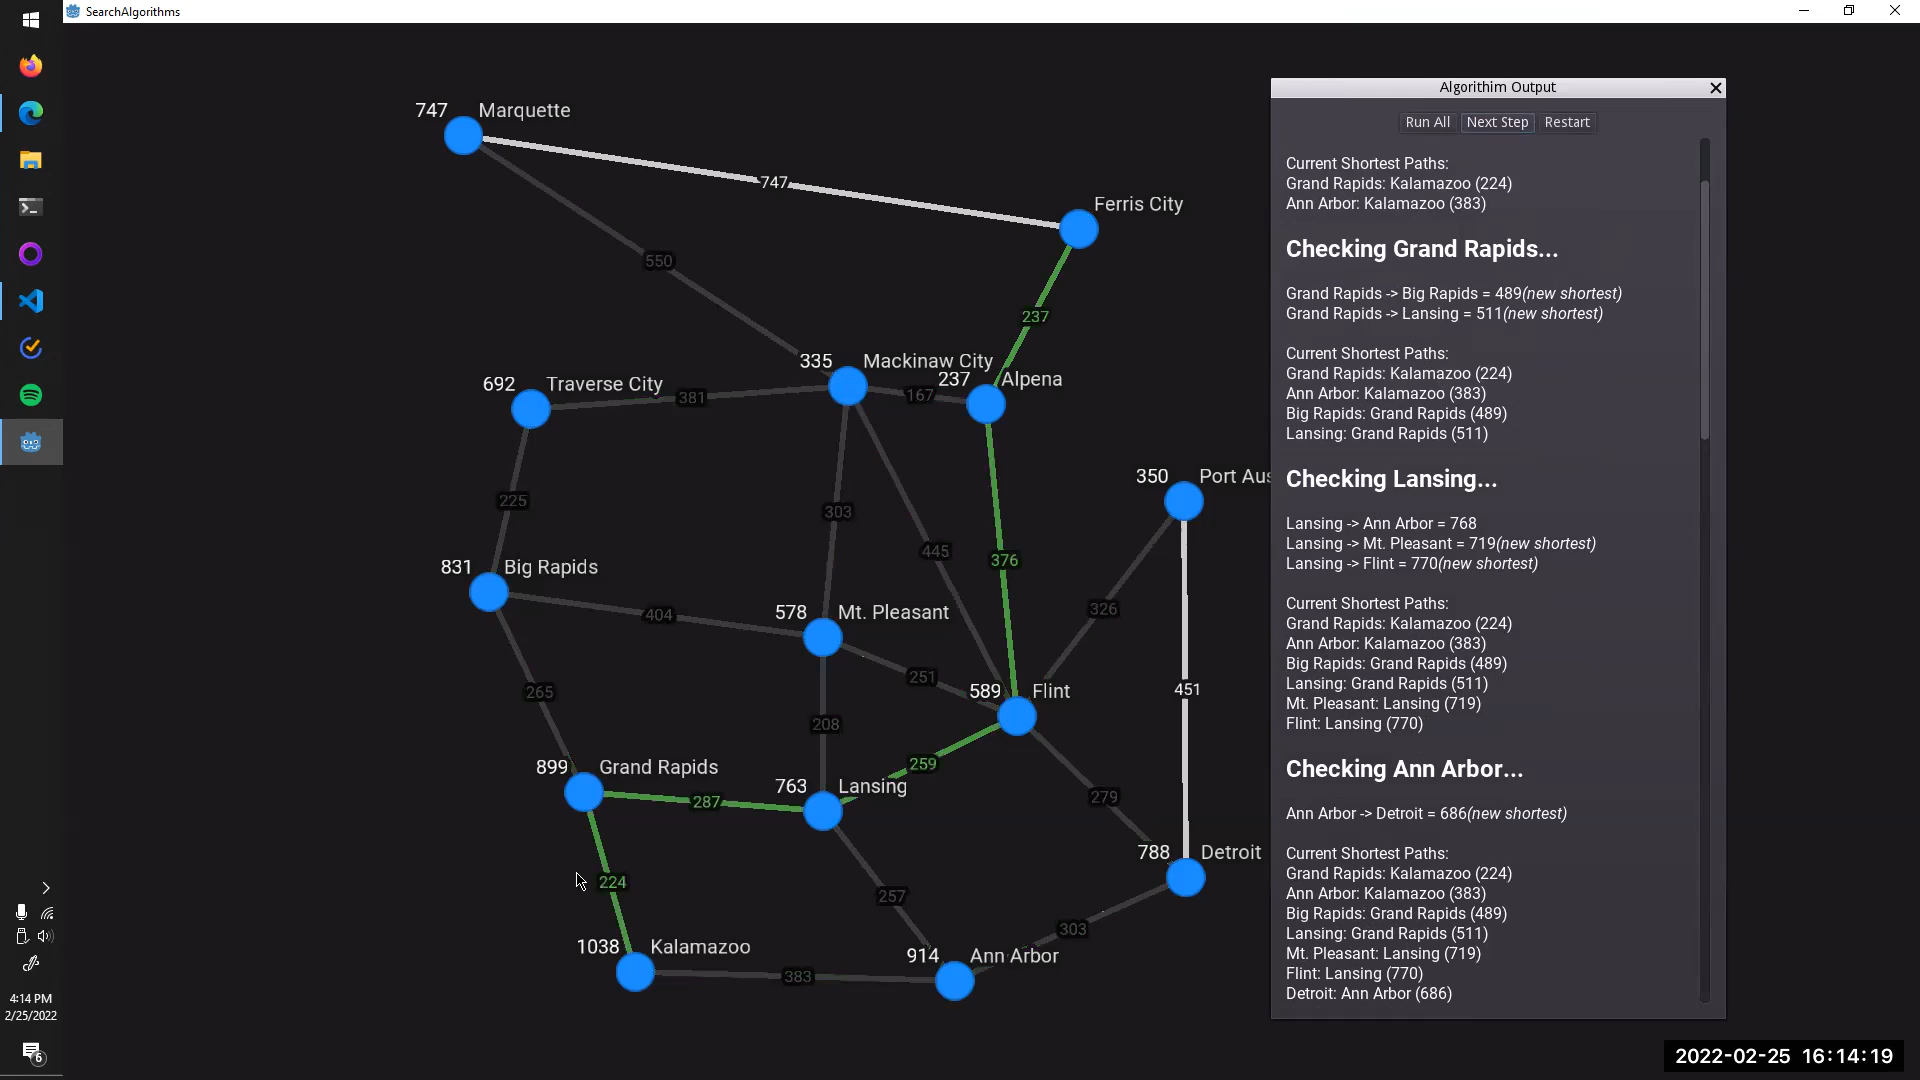 SearchAlgorithms
747 Marquette
747
Ferris City
550
237
335 Mackinaw City
237 Alpena
692 Traverse City
381
167
350 Port Aus
225
303
445
376
831 Big Rapids
404
578 Mt. Pleasant
326
251
589 Flint
451
265
208
259
899 Grand Rapids
287
763 Lansing
279
224
257
788 Detroit
303
1038 Kalamazoo
383
914 Ann Arbor
Algorithim Output
Run All Next Step Restart
Current Shortest Paths:
Grand Rapids: Kalamazoo (224)
Ann Arbor: Kalamazoo (383)
Checking Grand Rapids...
Grand Rapids -> Big Rapids = 489(new shortest)
Grand Rapids -> Lansing = 511(new shortest)
Current Shortest Paths:
Grand Rapids: Kalamazoo (224)
Ann Arbor: Kalamazoo (383)
Big Rapids: Grand Rapids (489)
Lansing: Grand Rapids (511)
Checking Lansing...
Lansing -> Ann Arbor = 768
Lansing -> Mt. Pleasant = 719(new shortest)
Lansing -> Flint = 770(new shortest)
Current Shortest Paths:
Grand Rapids: Kalamazoo (224)
Ann Arbor: Kalamazoo (383)
Big Rapids: Grand Rapids (489)
Lansing: Grand Rapids (511)
Mt. Pleasant: Lansing (719)
Flint: Lansing (770)
Checking Ann Arbor...
Ann Arbor -> Detroit = 686(new shortest)
Current Shortest Paths:
Grand Rapids: Kalamazoo (224)
Ann Arbor: Kalamazoo (383)
Big Rapids: Grand Rapids (489)
Lansing: Grand Rapids (511)
Mt. Pleasant: Lansing (719)
Flint: Lansing (770)
Detroit: Ann Arbor (686)
4:14 PM
2/25/2022
6
2022-02-25 16:14:19